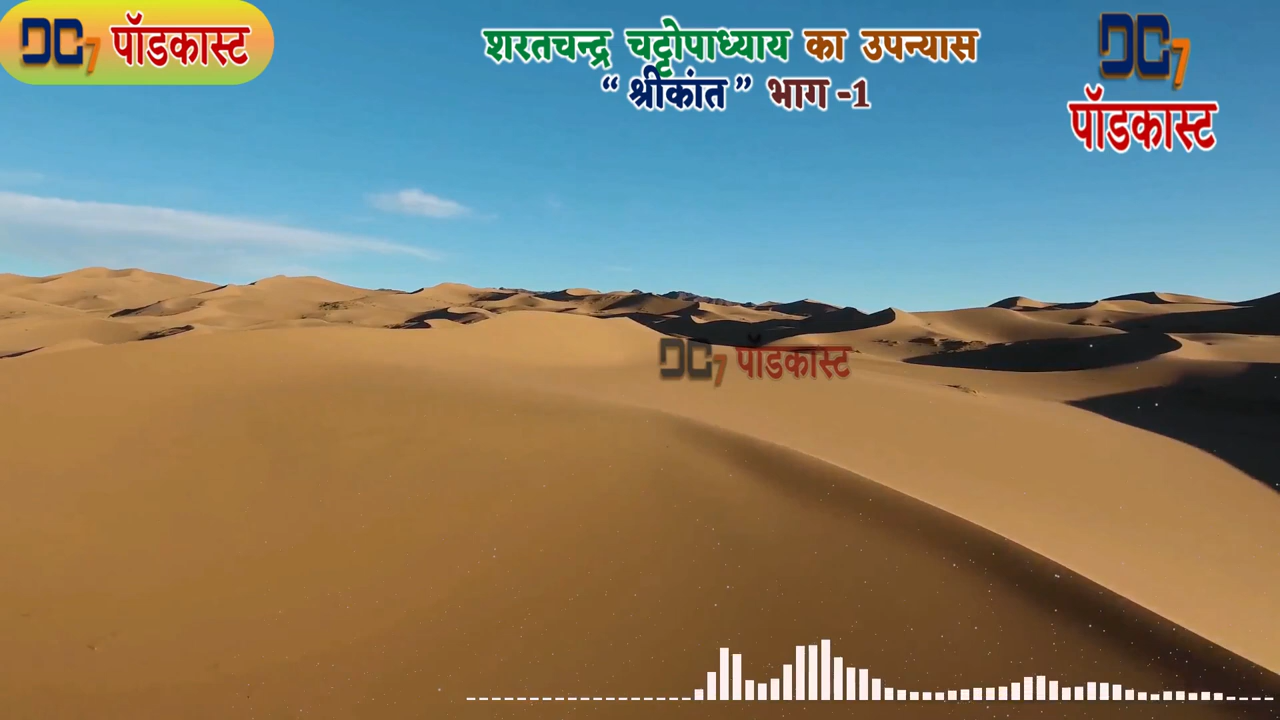 DC7 पॉडकास्ट
शरतचन्द्र चट्टोपाध्याय का उपन्यास
“ श्रीकांत ” भाग -1
DC7
पॉडकास्ट
DC7 पॉडकास्ट